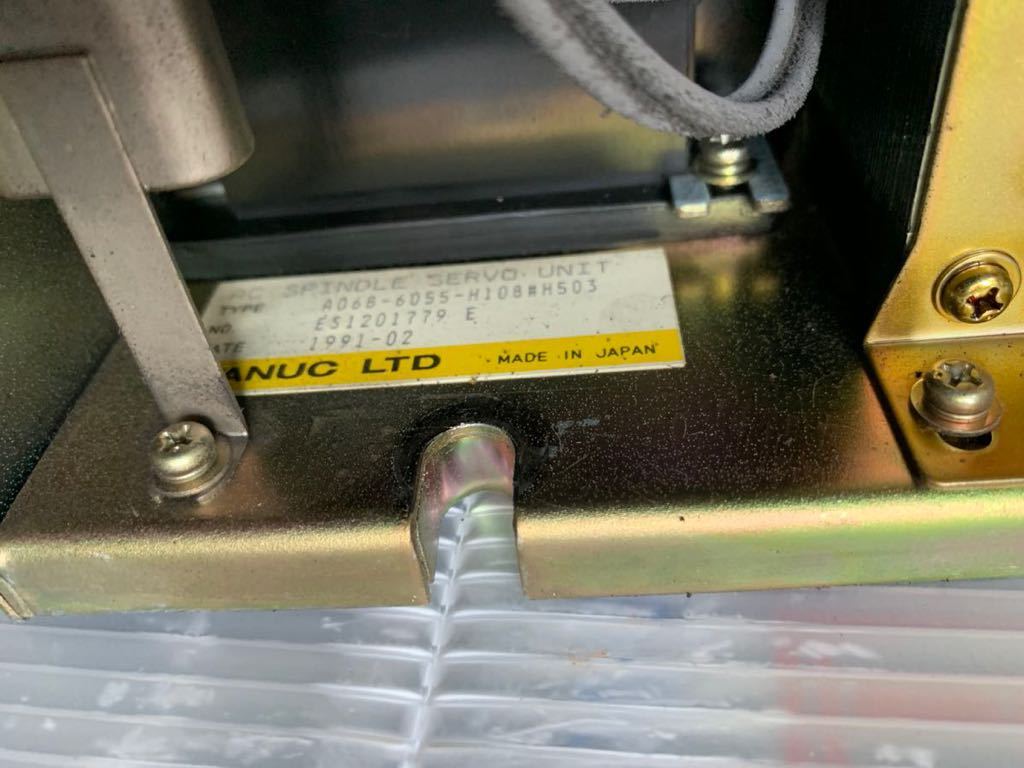 SPINDLE SERVO UNIT
TYPE A06B-6055-H108#H503
NO. ES1201779 E
ATE 1991-02
ANUC LTD MADE IN JAPAN